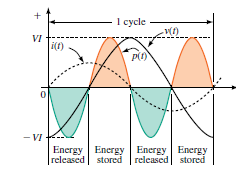 +
1 cycle
VI
i(t)
v(t)
p(t)
0
– VI
Energy released
Energy stored
Energy released
Energy stored